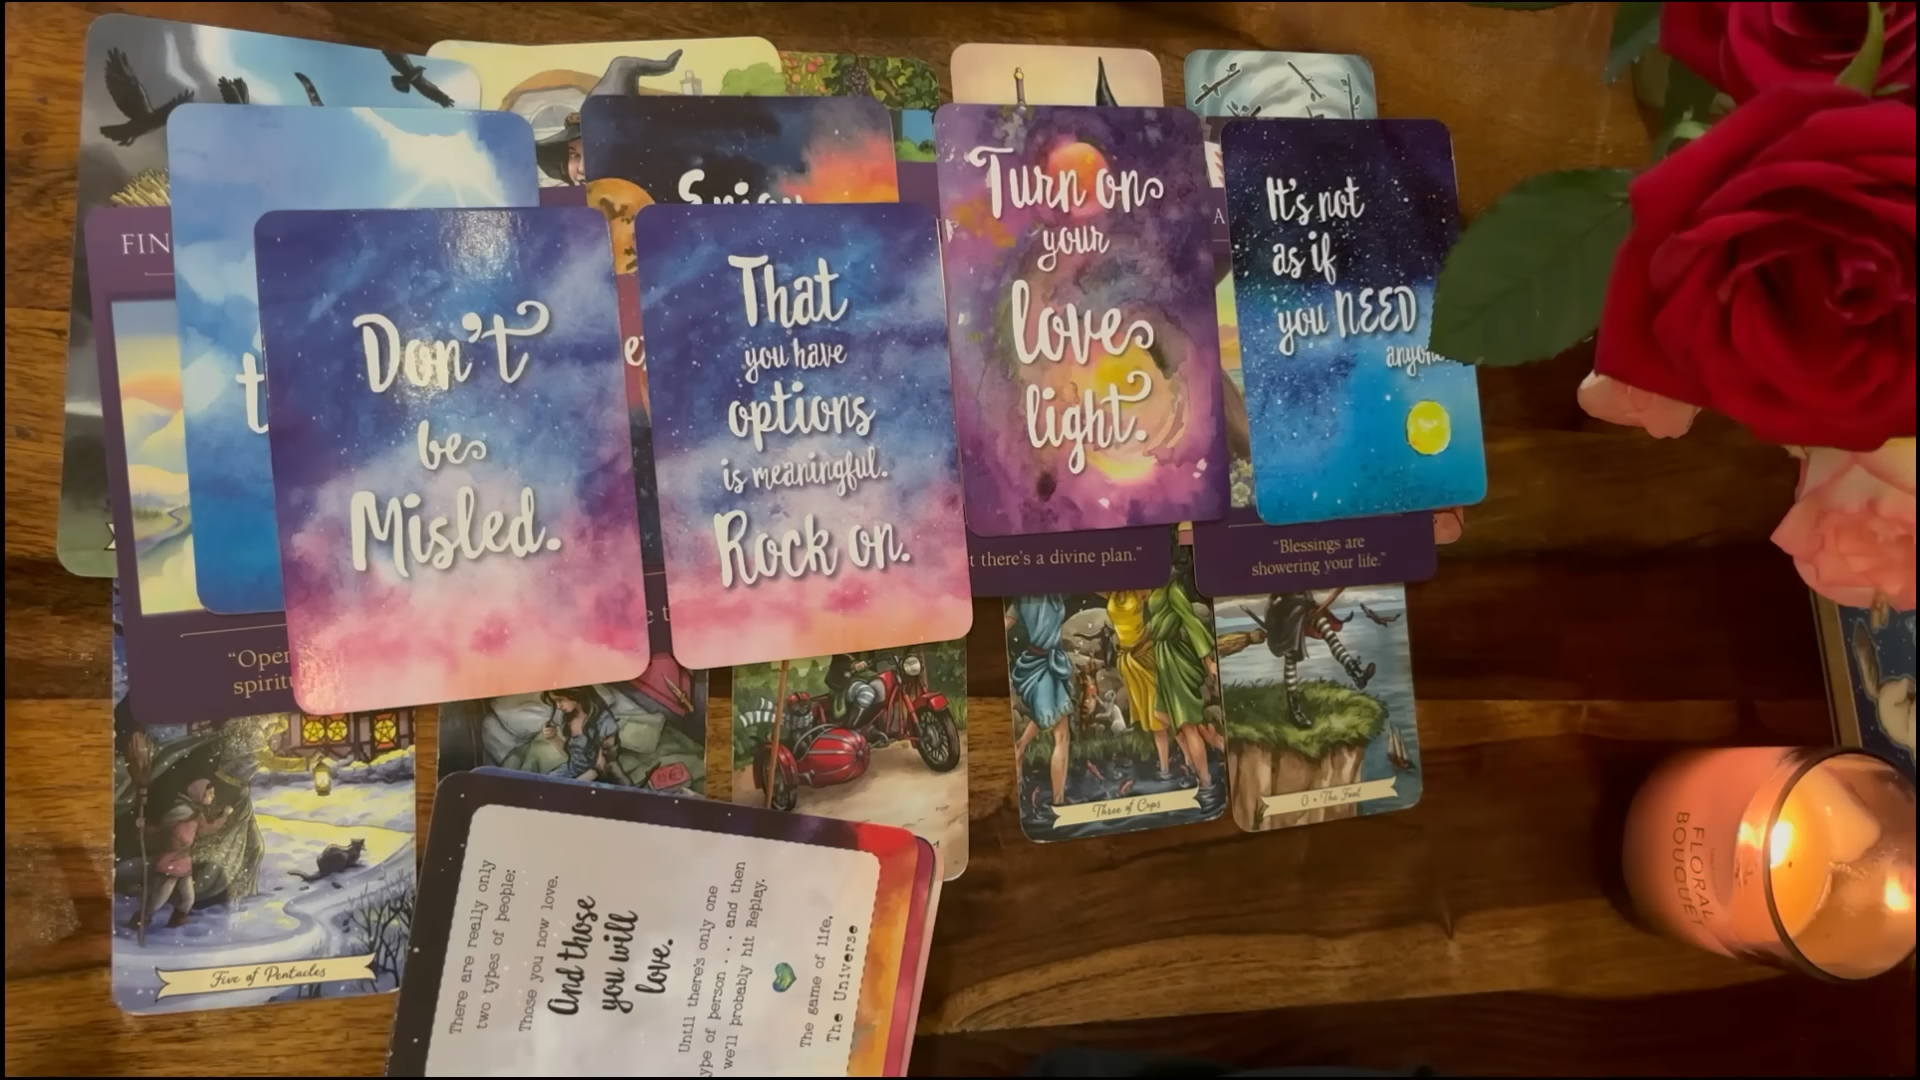 Enjoy
FIN
t
Don't
be
Misled.
That
you have
options
is meaningful.
Rock on.
Turn on
your
love
light.
It's not
as if
you NEED
A
e
t there's a divine plan."
"Blessings are
showering your life."
"Open
spirit
e t
Three of Cups
0 • The Fool
Five of Pentacles
There are really only
two types of people:
Those you now love.
And those
you will
love.
Until there's only one
ype of person ... and then
we'll probably hit Replay.
The game of life,
The Universe
FLORAL
BOUQUET